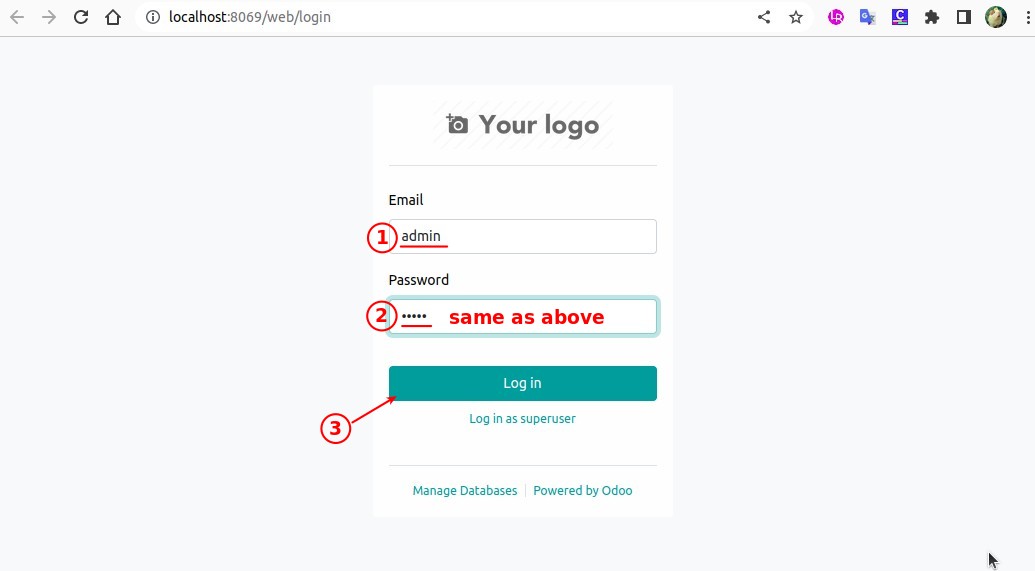 localhost:8069/web/login
Your logo
Email
1 admin
Password
2 ••••• same as above
Log in
Log in as superuser
3
Manage Databases | Powered by Odoo